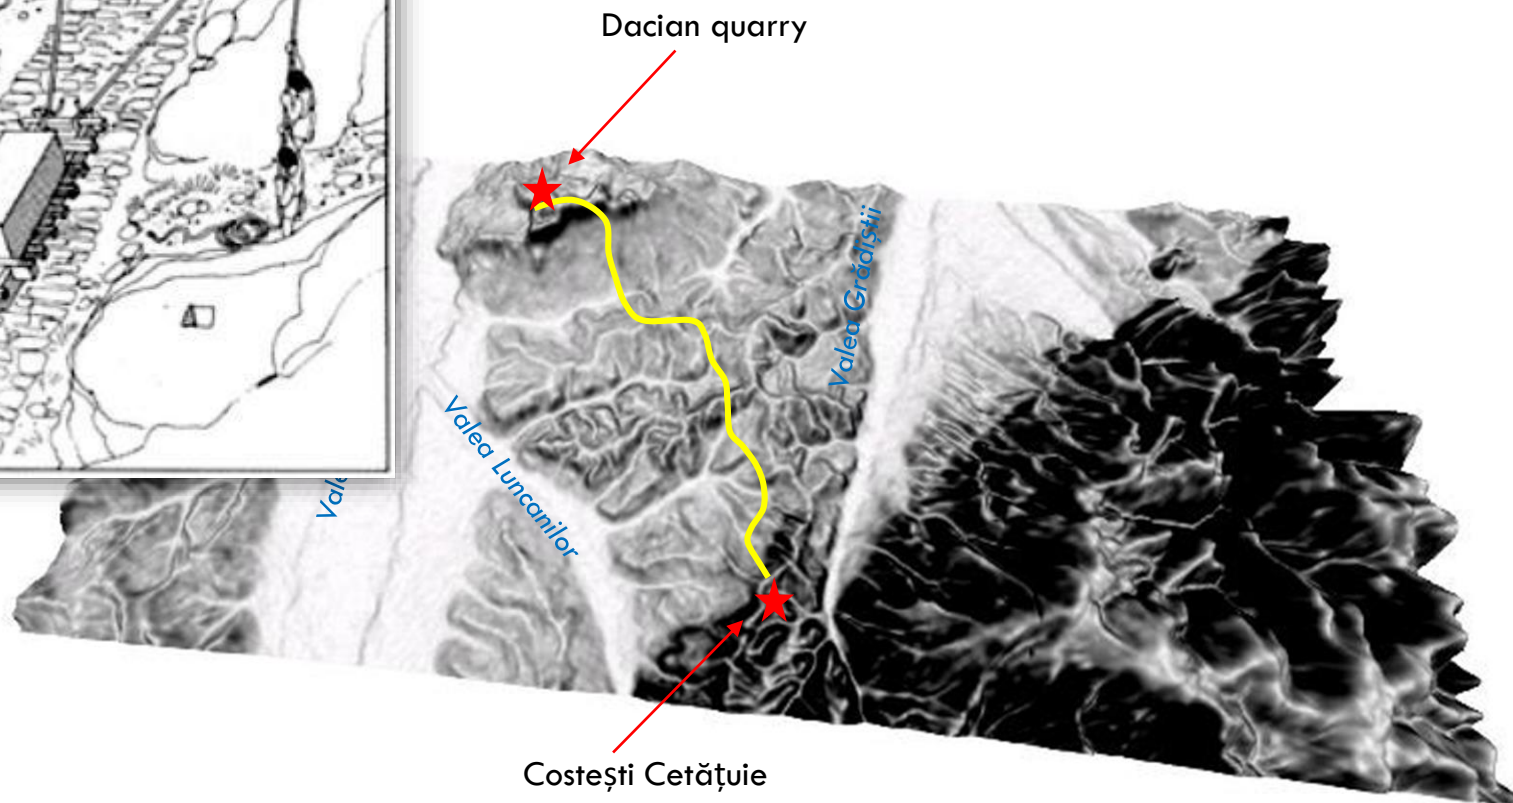 Dacian quarry
Valea Grădiștii
Valea Luncanilor
Costești Cetățuie